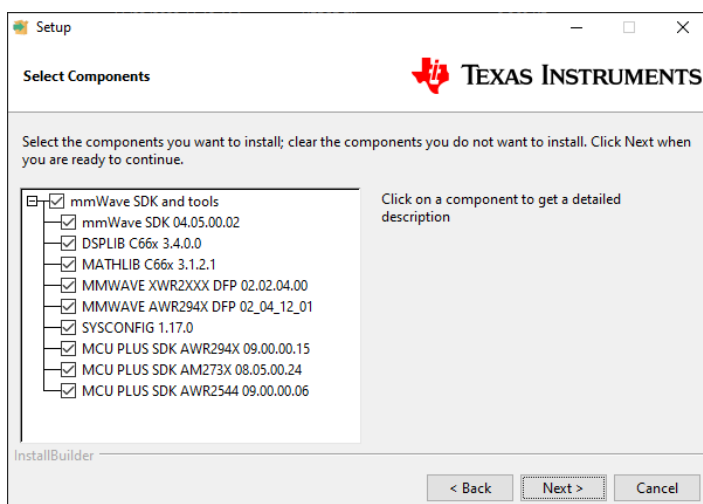 Setup
Select Components
TEXAS INSTRUMENTS
Select the components you want to install; clear the components you do not want to install. Click Next when
you are ready to continue.
mmWave SDK and tools
mmWave SDK 04.05.00.02
DSPLIB C66x 3.4.0.0
MATHLIB C66x 3.1.2.1
MMWAVE XWR2XXX DFP 02.02.04.00
MMWAVE AWR294X DFP 02_04_12_01
SYSCONFIG 1.17.0
MCU PLUS SDK AWR294X 09.00.00.15
MCU PLUS SDK AM273X 08.05.00.24
MCU PLUS SDK AWR2544 09.00.00.06
Click on a component to get a detailed
description
InstallBuilder
< Back
Next >
Cancel